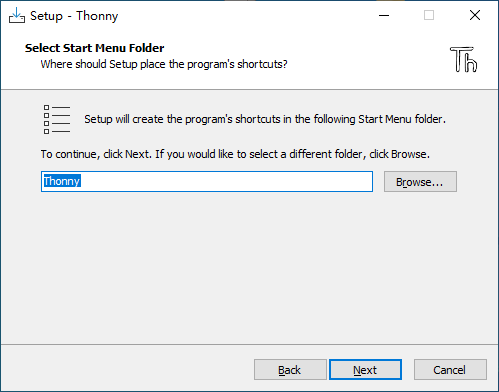 Setup - Thonny
Select Start Menu Folder
Where should Setup place the program's shortcuts?
Th
Setup will create the program's shortcuts in the following Start Menu folder.
To continue, click Next. If you would like to select a different folder, click Browse.
Thonny
Browse...
Back
Next
Cancel